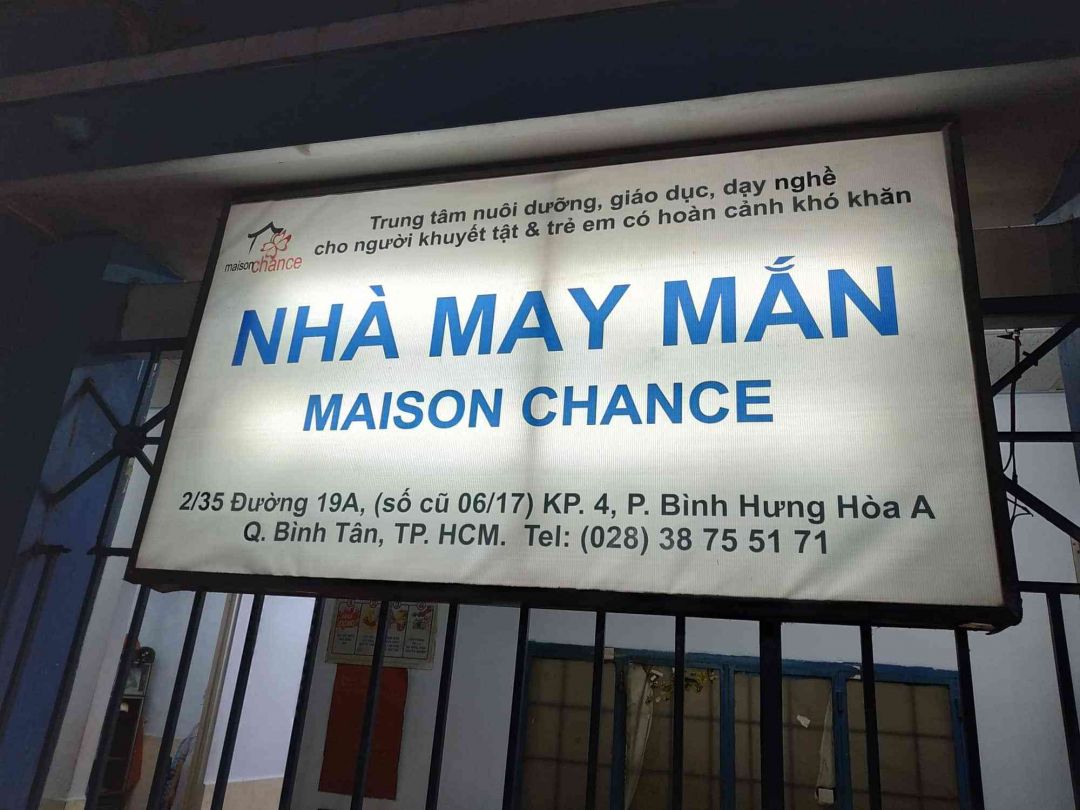 Trung tâm nuôi dưỡng, giáo dục, dạy nghề
cho người khuyết tật & trẻ em có hoàn cảnh khó khăn
maison chance
NHÀ MAY MẮN
MAISON CHANCE
2/35 Đường 19A, (số cũ 06/17) KP. 4, P. Bình Hưng Hòa A
Q. Bình Tân, TP. HCM. Tel: (028) 38 75 51 71